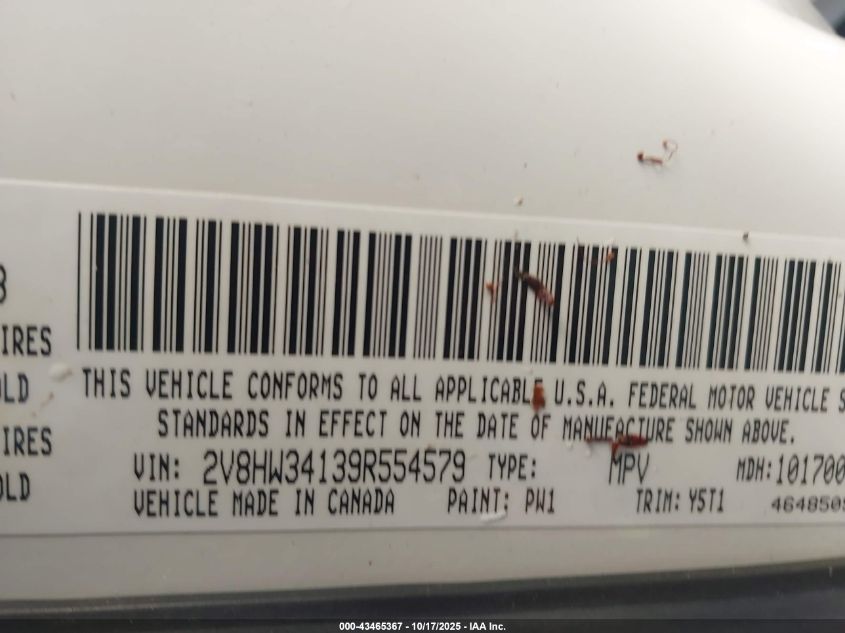 8
IRES
OLD
IRES
OLD
THIS VEHICLE CONFORMS TO ALL APPLICABLE U.S.A. FEDERAL MOTOR VEHICLE S
STANDARDS IN EFFECT ON THE DATE OF MANUFACTURE SHOWN ABOVE.
VIN: 2V8HW34139R554579 TYPE: MPV MDH:101700
VEHICLE MADE IN CANADA PAINT: PW1 TRIM: Y5T1 4648505
000-43465367 - 10/17/2025 - IAA Inc.